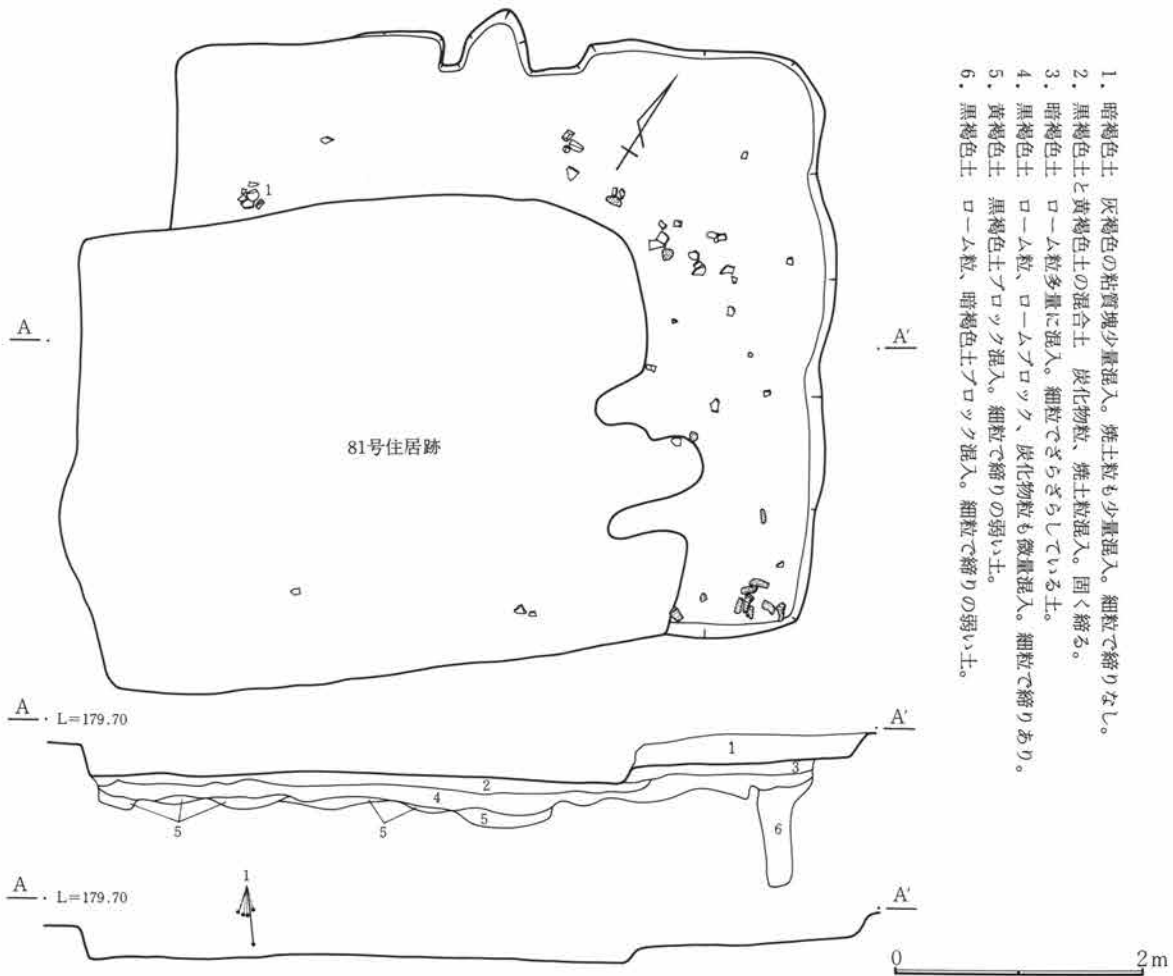 1
A
A′
81号住居跡
1. 暗褐色土 灰褐色の粘質塊少量混入。焼土粒も少量混入。細粒で締りなし。
2. 黒褐色土と黄褐色土の混合土 炭化物粒、焼土粒混入。固く締る。
3. 暗褐色土 ローム粒多量に混入。細粒でざらざらしている土。
4. 黒褐色土 ローム粒、ロームブロック、炭化物粒も微量混入。細粒で締りあり。
5. 黄褐色土 黒褐色土ブロック混入。細粒で締りの弱い土。
6. 黒褐色土 ローム粒、暗褐色土ブロック混入。細粒で締りの弱い土。
A L=179.70
A′
1
2
3
4
5
5
5
6
A L=179.70
A′
1
0 2m